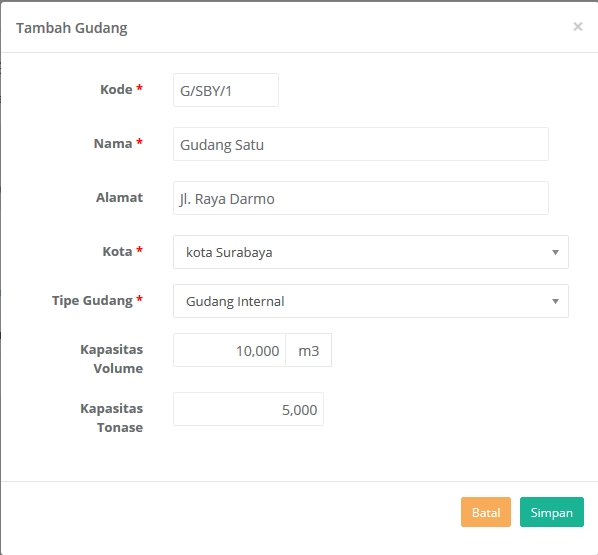 Tambah Gudang ×
Kode * G/SBY/1
Nama * Gudang Satu
Alamat Jl. Raya Darmo
Kota * kota Surabaya
Tipe Gudang * Gudang Internal
Kapasitas
Volume 10,000 m3
Kapasitas
Tonase 5,000
Batal Simpan